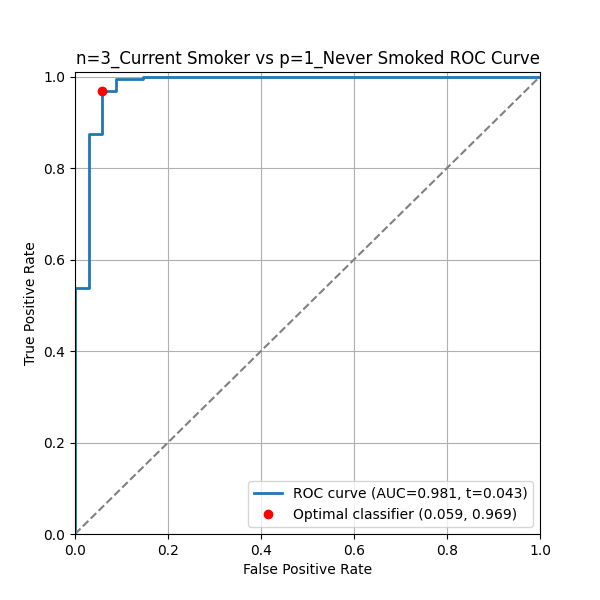 n=3_Current Smoker vs p=1_Never Smoked ROC Curve
1.0
0.8
0.6
0.4
0.2
0.0
True Positive Rate
0.0 0.2 0.4 0.6 0.8 1.0
False Positive Rate
ROC curve (AUC=0.981, t=0.043)
Optimal classifier (0.059, 0.969)